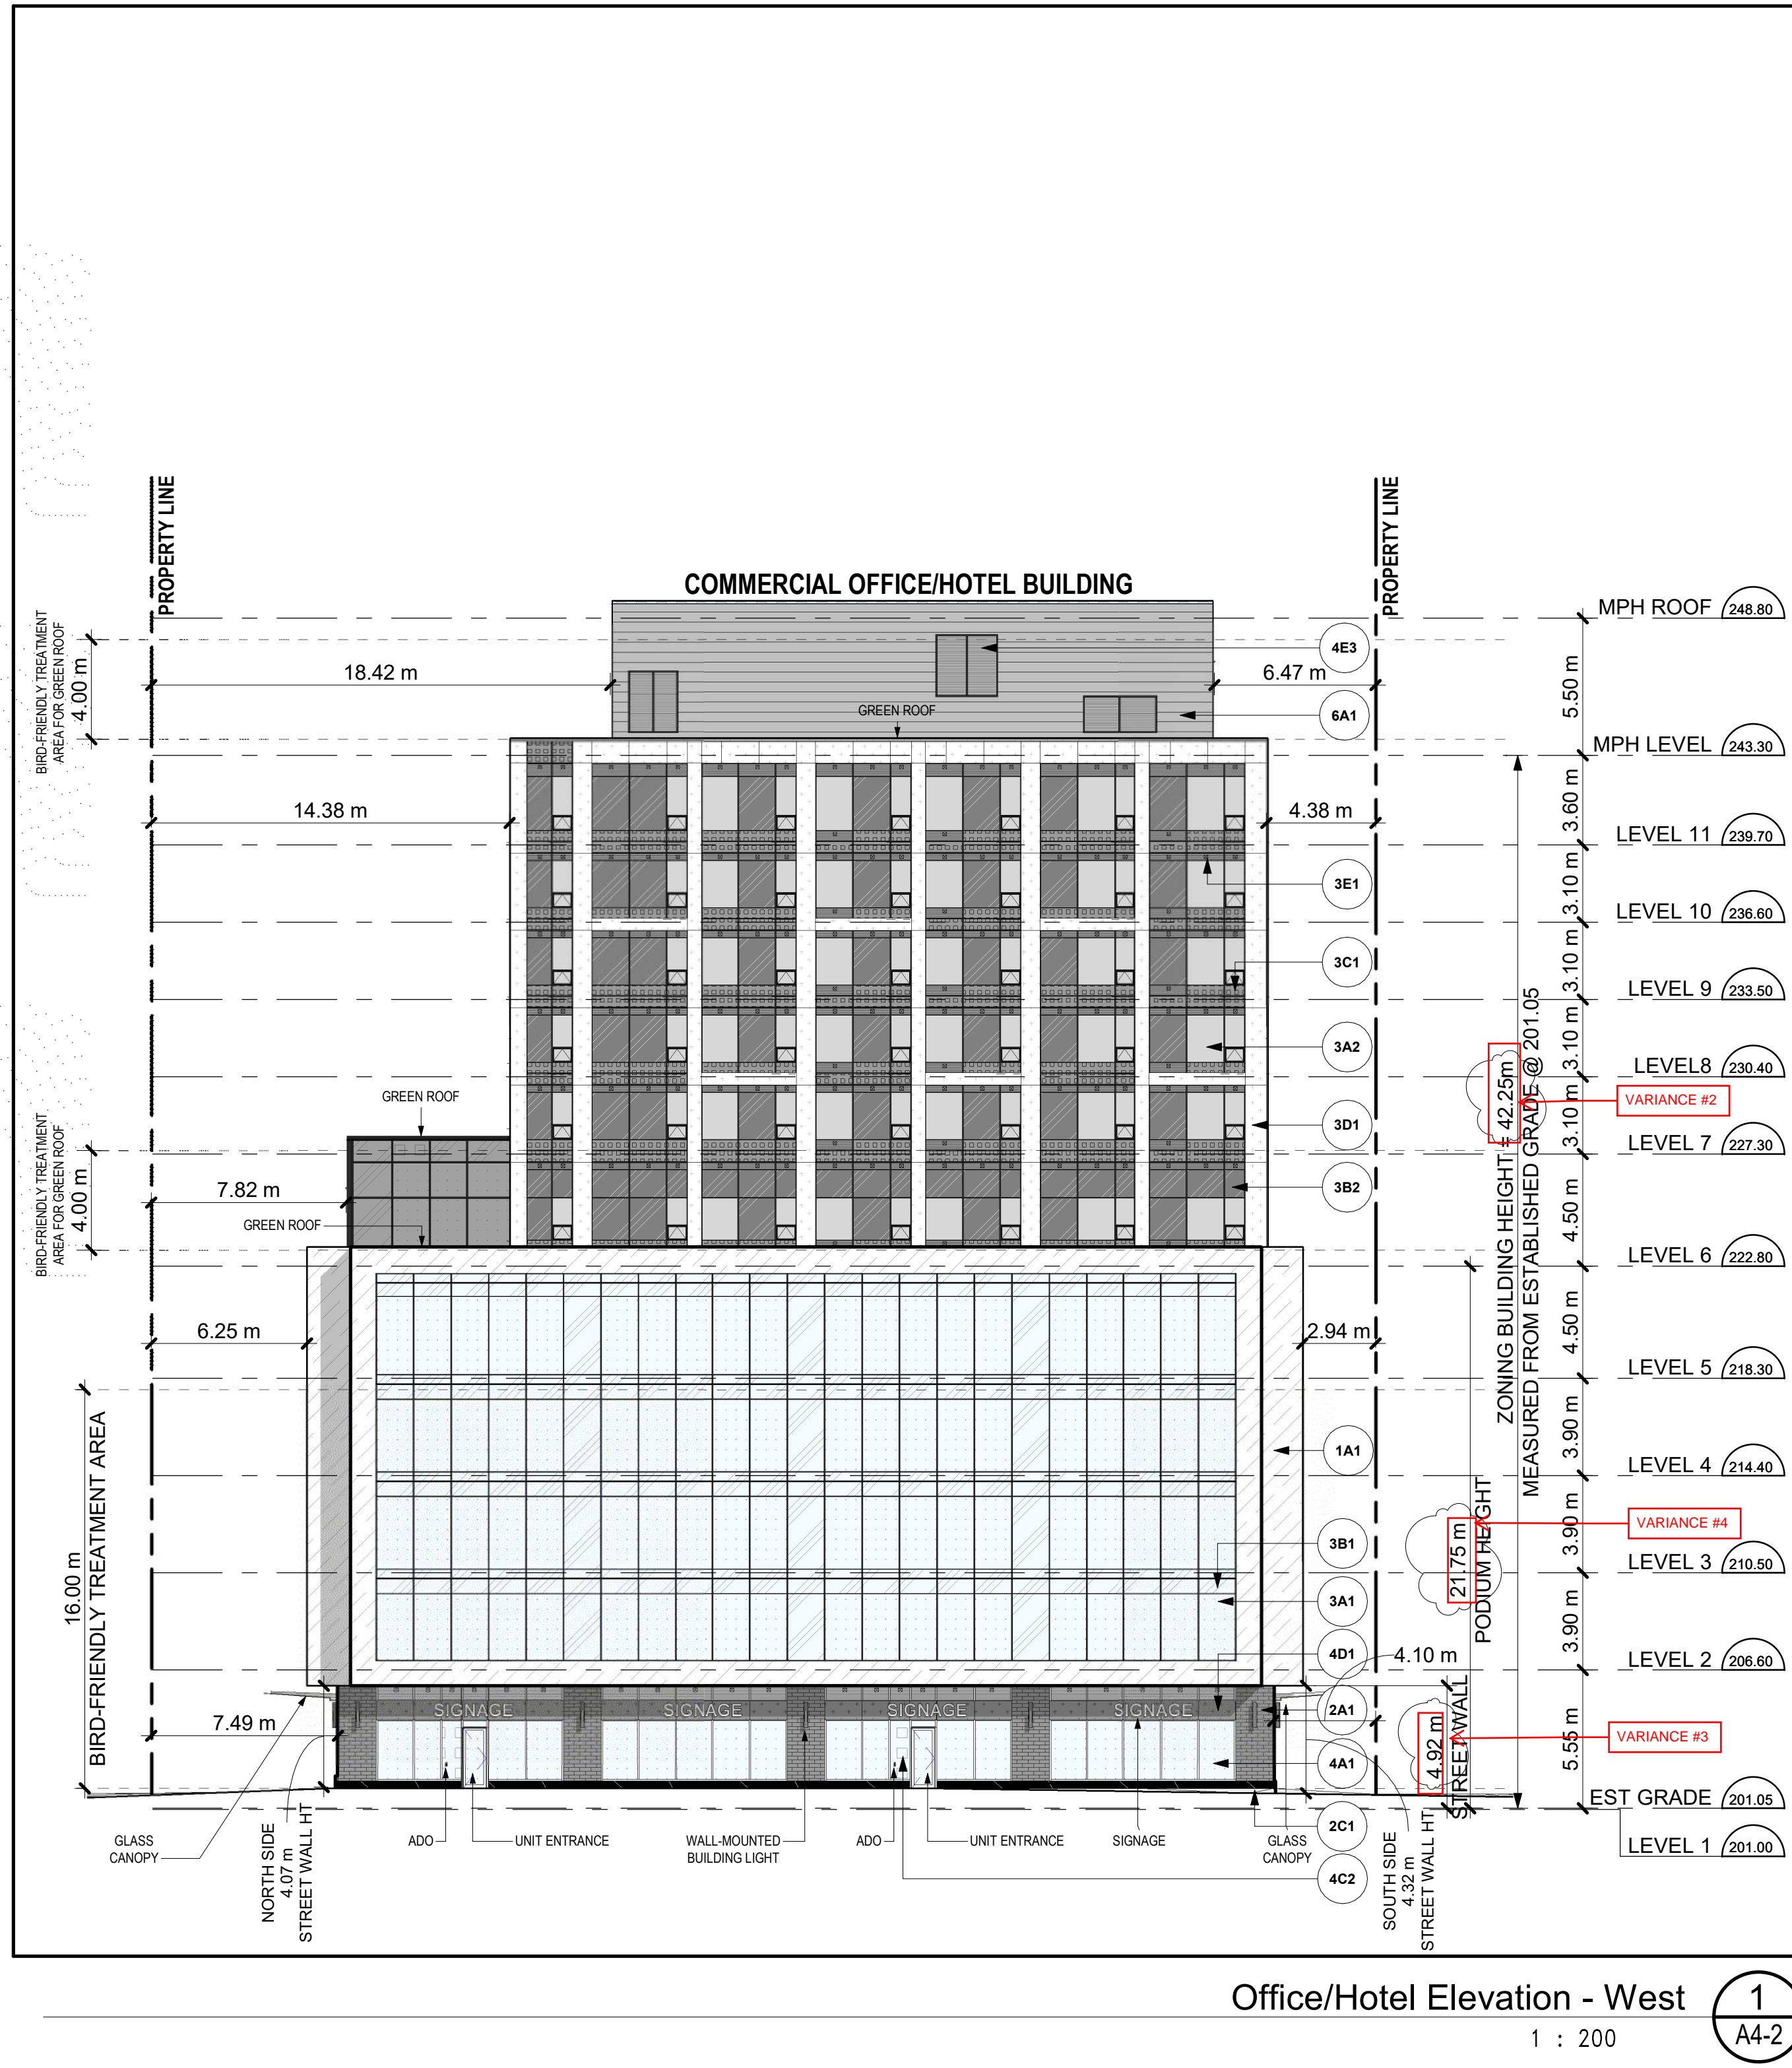 COMMERCIAL OFFICE/HOTEL BUILDING
PROPERTY LINE
PROPERTY LINE
BIRD-FRIENDLY TREATMENT
AREA FOR GREEN ROOF
4.00 m
18.42 m
6.47 m
GREEN ROOF
14.38 m
4.38 m
4E3
6A1
3E1
3C1
3A2
3D1
3B2
GREEN ROOF
BIRD-FRIENDLY TREATMENT
AREA FOR GREEN ROOF
4.00 m
7.82 m
GREEN ROOF
6.25 m
2.94 m
16.00 m
BIRD-FRIENDLY TREATMENT AREA
1A1
3B1
3A1
4D1
4.10 m
2A1
4A1
2C1
4C2
SIGNAGE
SIGNAGE
SIGNAGE
SIGNAGE
7.49 m
GLASS
CANOPY
NORTH SIDE
4.07 m
STREET WALL HT
ADO
UNIT ENTRANCE
WALL-MOUNTED
BUILDING LIGHT
ADO
UNIT ENTRANCE
SIGNAGE
GLASS
CANOPY
SOUTH SIDE
4.32 m
STREET WALL HT
4.92 m
STREETWALL
21.75 m
PODIUM HEIGHT
ZONING BUILDING HEIGHT = 42.25m
MEASURED FROM ESTABLISHED GRADE @ 201.05
VARIANCE #2
VARIANCE #4
VARIANCE #3
MPH ROOF 248.80
5.50 m
MPH LEVEL 243.30
3.60 m
LEVEL 11 239.70
3.10 m
LEVEL 10 236.60
3.10 m
LEVEL 9 233.50
3.10 m
LEVEL8 230.40
3.10 m
LEVEL 7 227.30
4.50 m
LEVEL 6 222.80
4.50 m
LEVEL 5 218.30
3.90 m
LEVEL 4 214.40
3.90 m
LEVEL 3 210.50
3.90 m
LEVEL 2 206.60
5.55 m
EST GRADE 201.05
LEVEL 1 201.00
Office/Hotel Elevation - West
1 : 200
1
A4-2